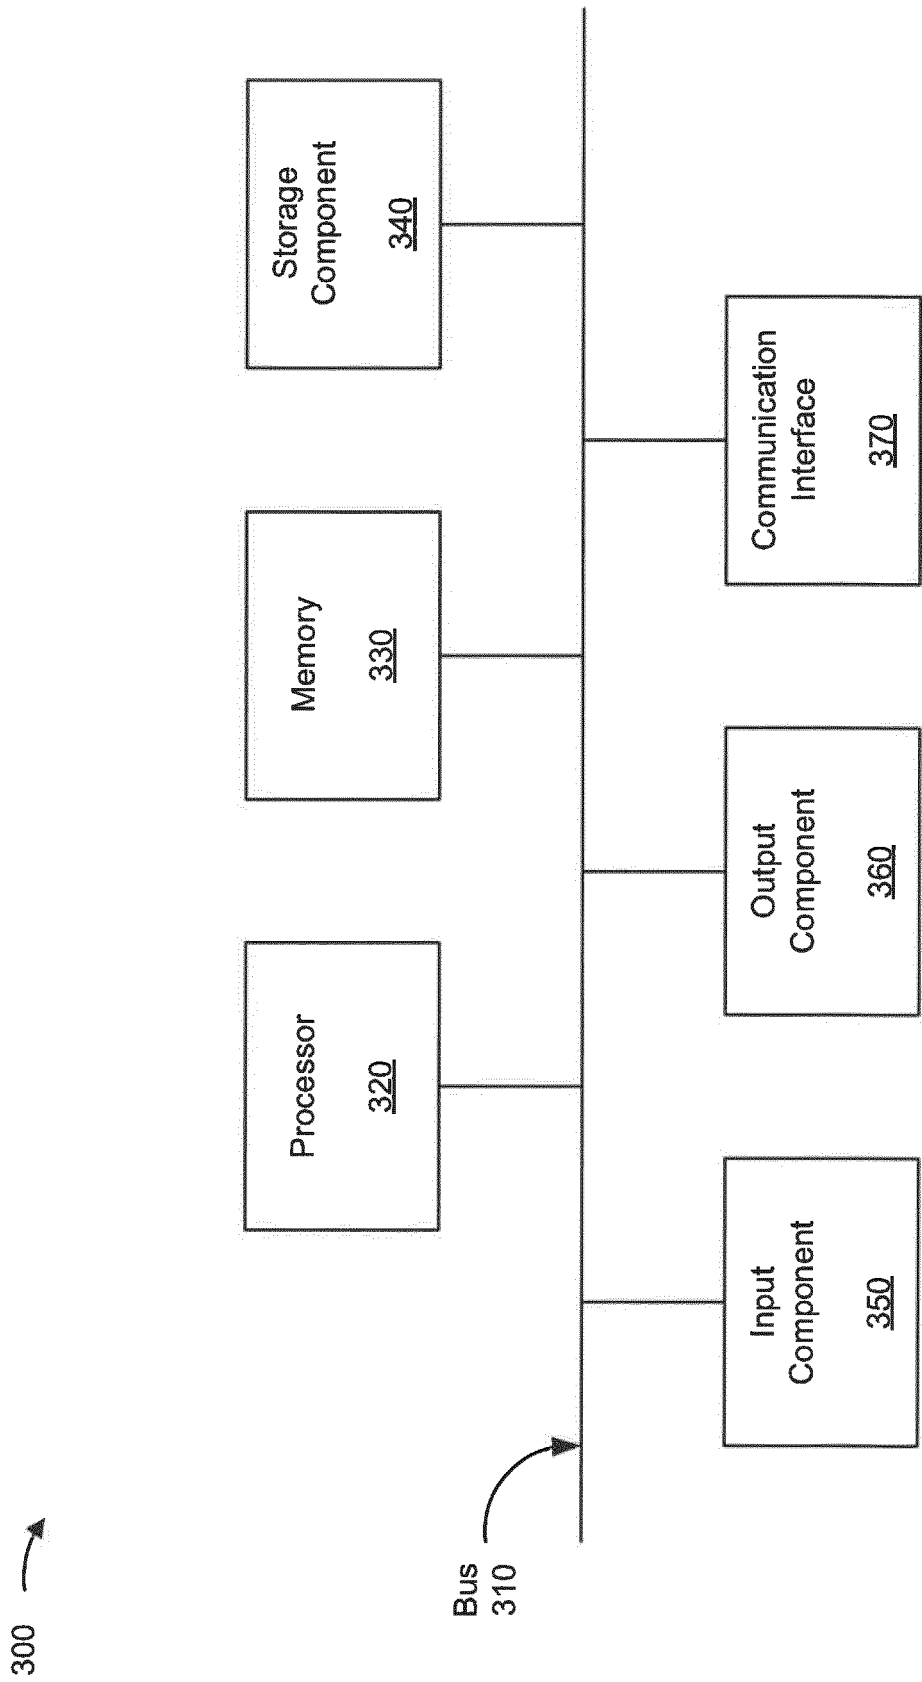 300
Processor
320
Memory
330
Storage
Component
340
Bus
310
Input
Component
350
Output
Component
360
Communication
Interface
370